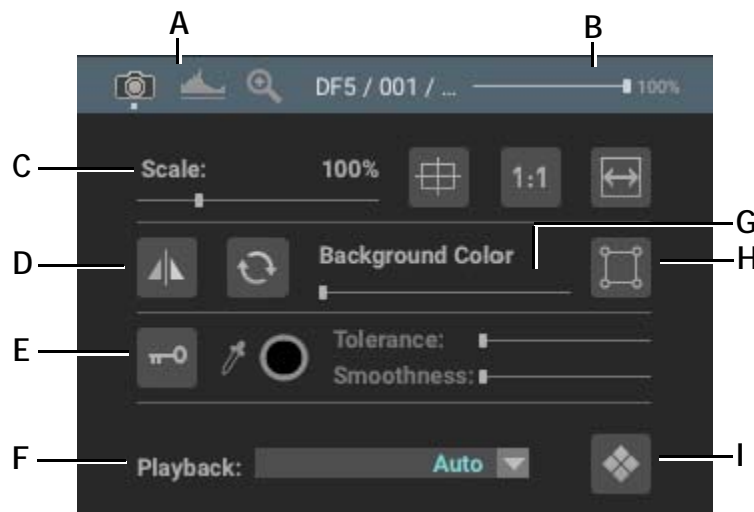 A
B
DF5 / 001 / ... 100%
C
Scale: 100% 1:1
G
D
Background Color
H
E
Tolerance:
Smoothness:
F
Playback: Auto
I